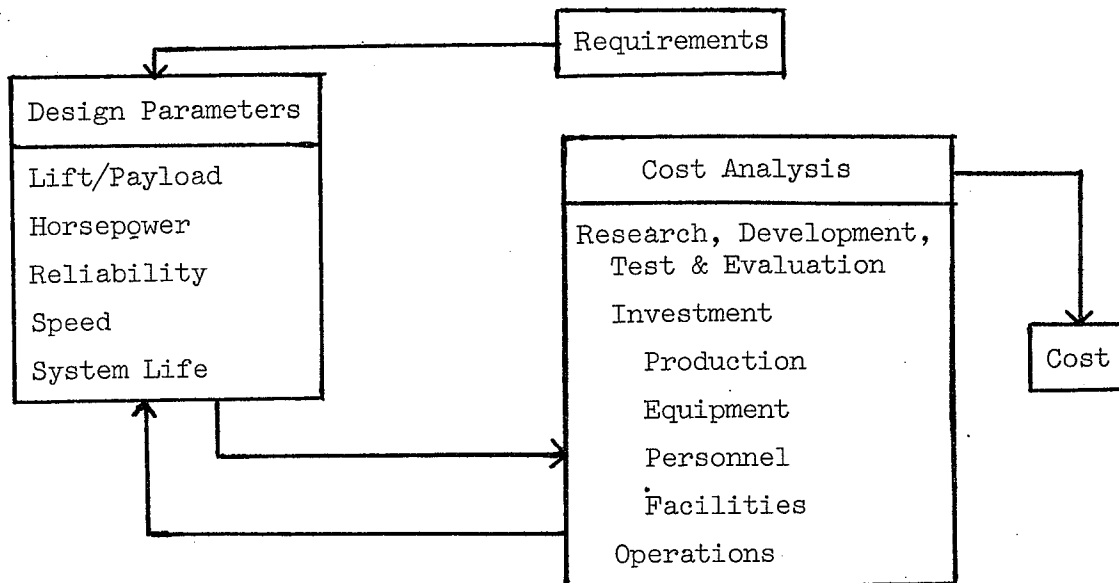 Requirements
Design Parameters
Lift/Payload
Horsepower
Reliability
Speed
System Life
Cost Analysis
Research, Development,
Test & Evaluation
Investment
Production
Equipment
Personnel
Facilities
Operations
Cost